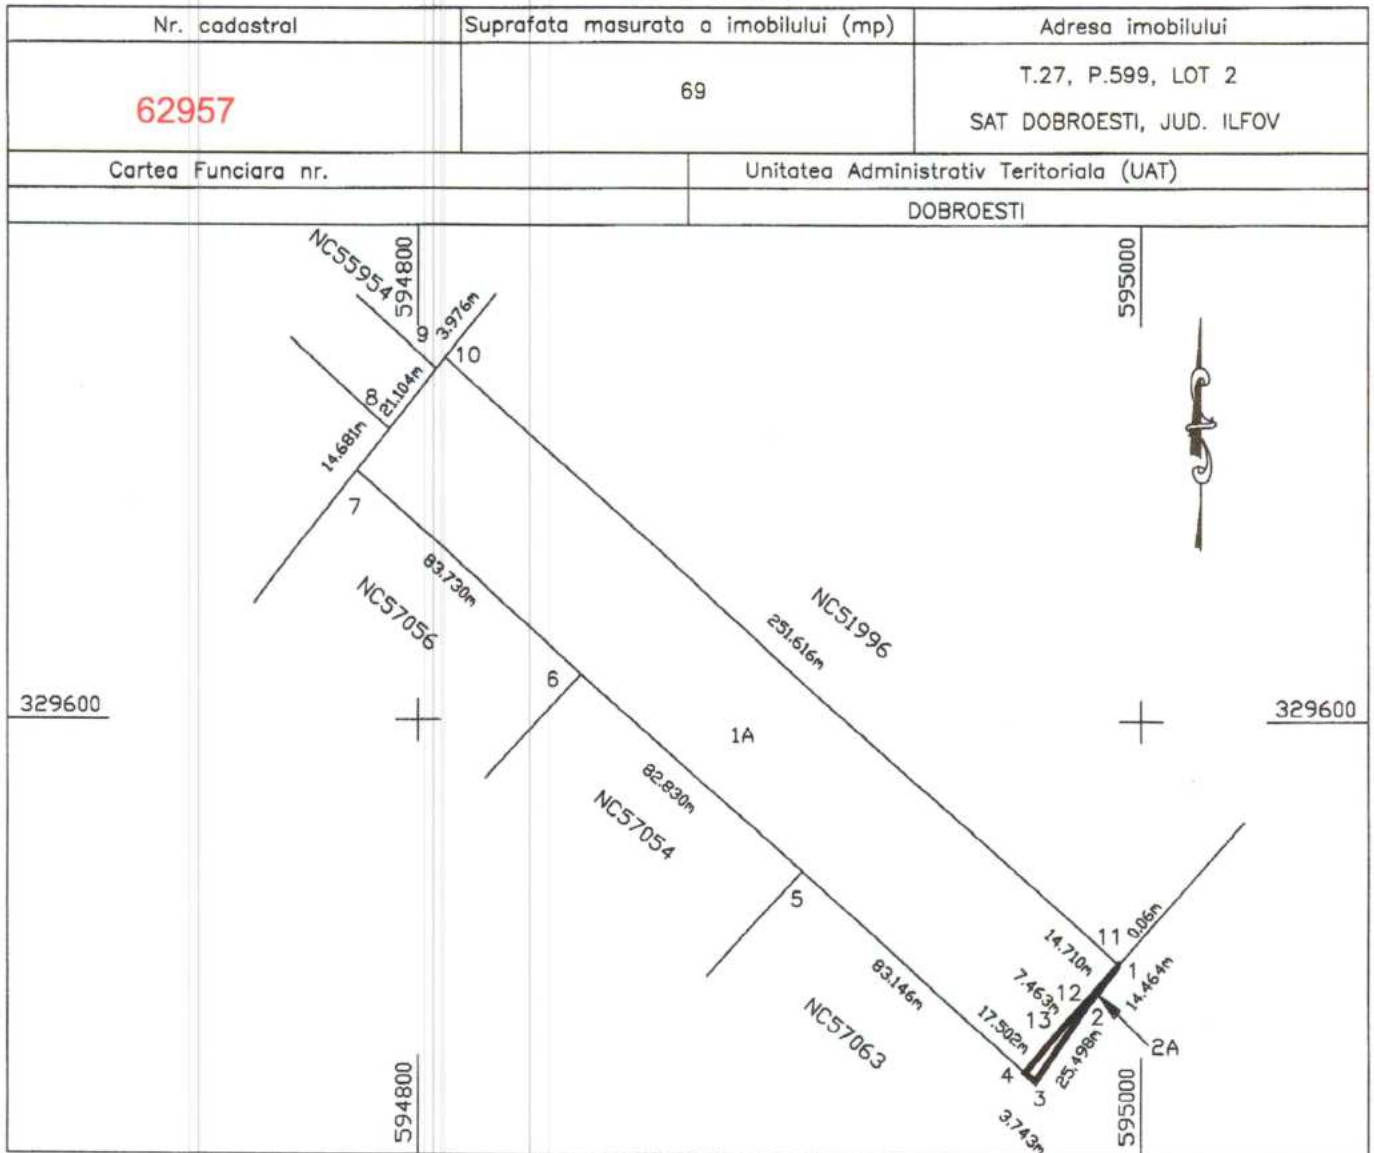 Nr. cadastral
Suprafata masurata a imobilului (mp)
Adresa imobilului
62957
69
T.27, P.599, LOT 2
SAT DOBROESTI, JUD. ILFOV
Cartea Funciara nr.
Unitatea Administrativ Teritoriala (UAT)
DOBROESTI
NC55954
594800
595000
9
3.976m
10
8
21.104m
14.681m
7
83.730m
NC57056
NC51996
251.616m
6
329600
329600
1A
82.830m
NC57054
5
11
0.06m
14.710m
1
14.464m
7.463m
12
83.146m
13
2
NC57063
17.502m
25.498m
2A
4
3
3.743m
594800
595000